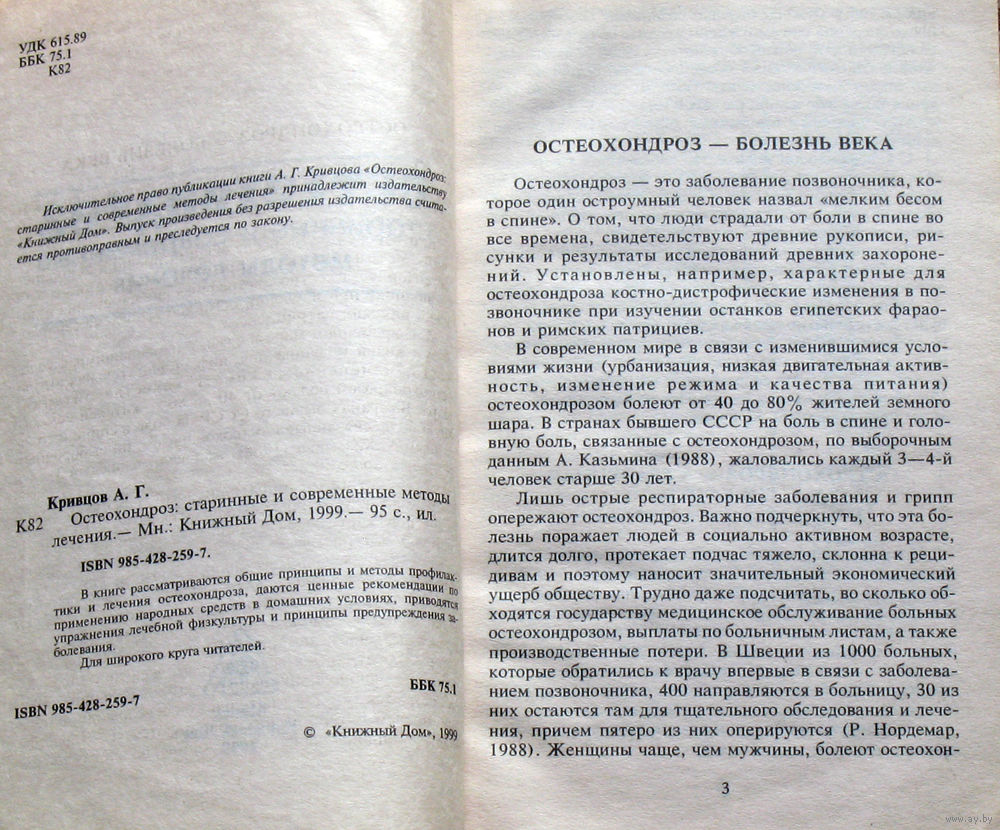 УДК 615.89
ББК 75.1
К82
Исключительное право публикации книги А. Г. Кривцова «Остеохондроз:
старинные и современные методы лечения» принадлежит издательству
«Книжный Дом». Выпуск произведения без разрешения издательства счита-
ется противоправным и преследуется по закону.
Кривцов А. Г.
К82 Остеохондроз: старинные и современные методы
лечения.— Мн.: Книжный Дом, 1999.— 95 с., ил.
ISBN 985-428-259-7.
В книге рассматриваются общие принципы и методы профилак-
тики и лечения остеохондроза, даются ценные рекомендации по
применению народных средств в домашних условиях, приводятся
упражнения лечебной физкультуры и принципы предупреждения за-
болевания.
Для широкого круга читателей.
ББК 75.1
ISBN 985-428-259-7
© «Книжный Дом», 1999
ОСТЕОХОНДРОЗ — БОЛЕЗНЬ ВЕКА
Остеохондроз — это заболевание позвоночника, ко-
торое один остроумный человек назвал «мелким бесом
в спине». О том, что люди страдали от боли в спине во
все времена, свидетельствуют древние рукописи, ри-
сунки и результаты исследований древних захороне-
ний. Установлены, например, характерные для
остеохондроза костно-дистрофические изменения в по-
звоночнике при изучении останков египетских фарао-
нов и римских патрициев.
В современном мире в связи с изменившимися усло-
виями жизни (урбанизация, низкая двигательная актив-
ность, изменение режима и качества питания)
остеохондрозом болеют от 40 до 80% жителей земного
шара. В странах бывшего СССР на боль в спине и голов-
ную боль, связанные с остеохондрозом, по выборочным
данным А. Казьмина (1988), жаловались каждый 3—4-й
человек старше 30 лет.
Лишь острые респираторные заболевания и грипп
опережают остеохондроз. Важно подчеркнуть, что эта бо-
лезнь поражает людей в социально активном возрасте,
длится долго, протекает подчас тяжело, склонна к реци-
дивам и поэтому наносит значительный экономический
ущерб обществу. Трудно даже подсчитать, во сколько об-
ходятся государству медицинское обслуживание больных
остеохондрозом, выплаты по больничным листам, а также
производственные потери. В Швеции из 1000 больных,
которые обратились к врачу впервые в связи с заболева-
нием позвоночника, 400 направляются в больницу, 30 из
них остаются там для тщательного обследования и лече-
ния, причем пятеро из них оперируются (Р. Нордемар,
1988). Женщины чаще, чем мужчины, болеют остеохон-
3
www.ay.by